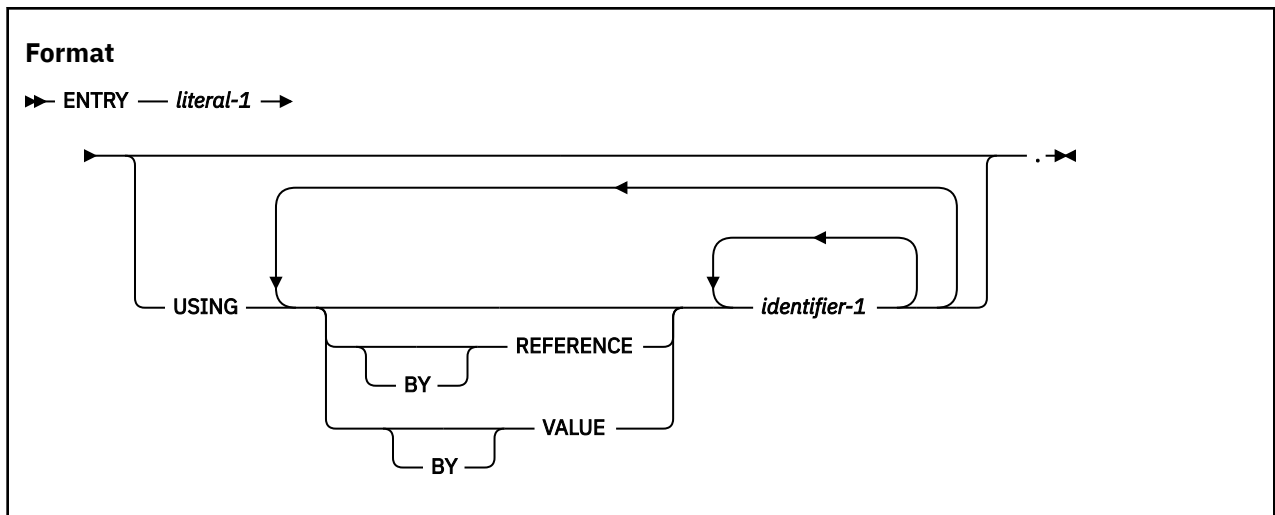 Format
ENTRY literal-1
.
USING identifier-1
REFERENCE
BY
VALUE
BY